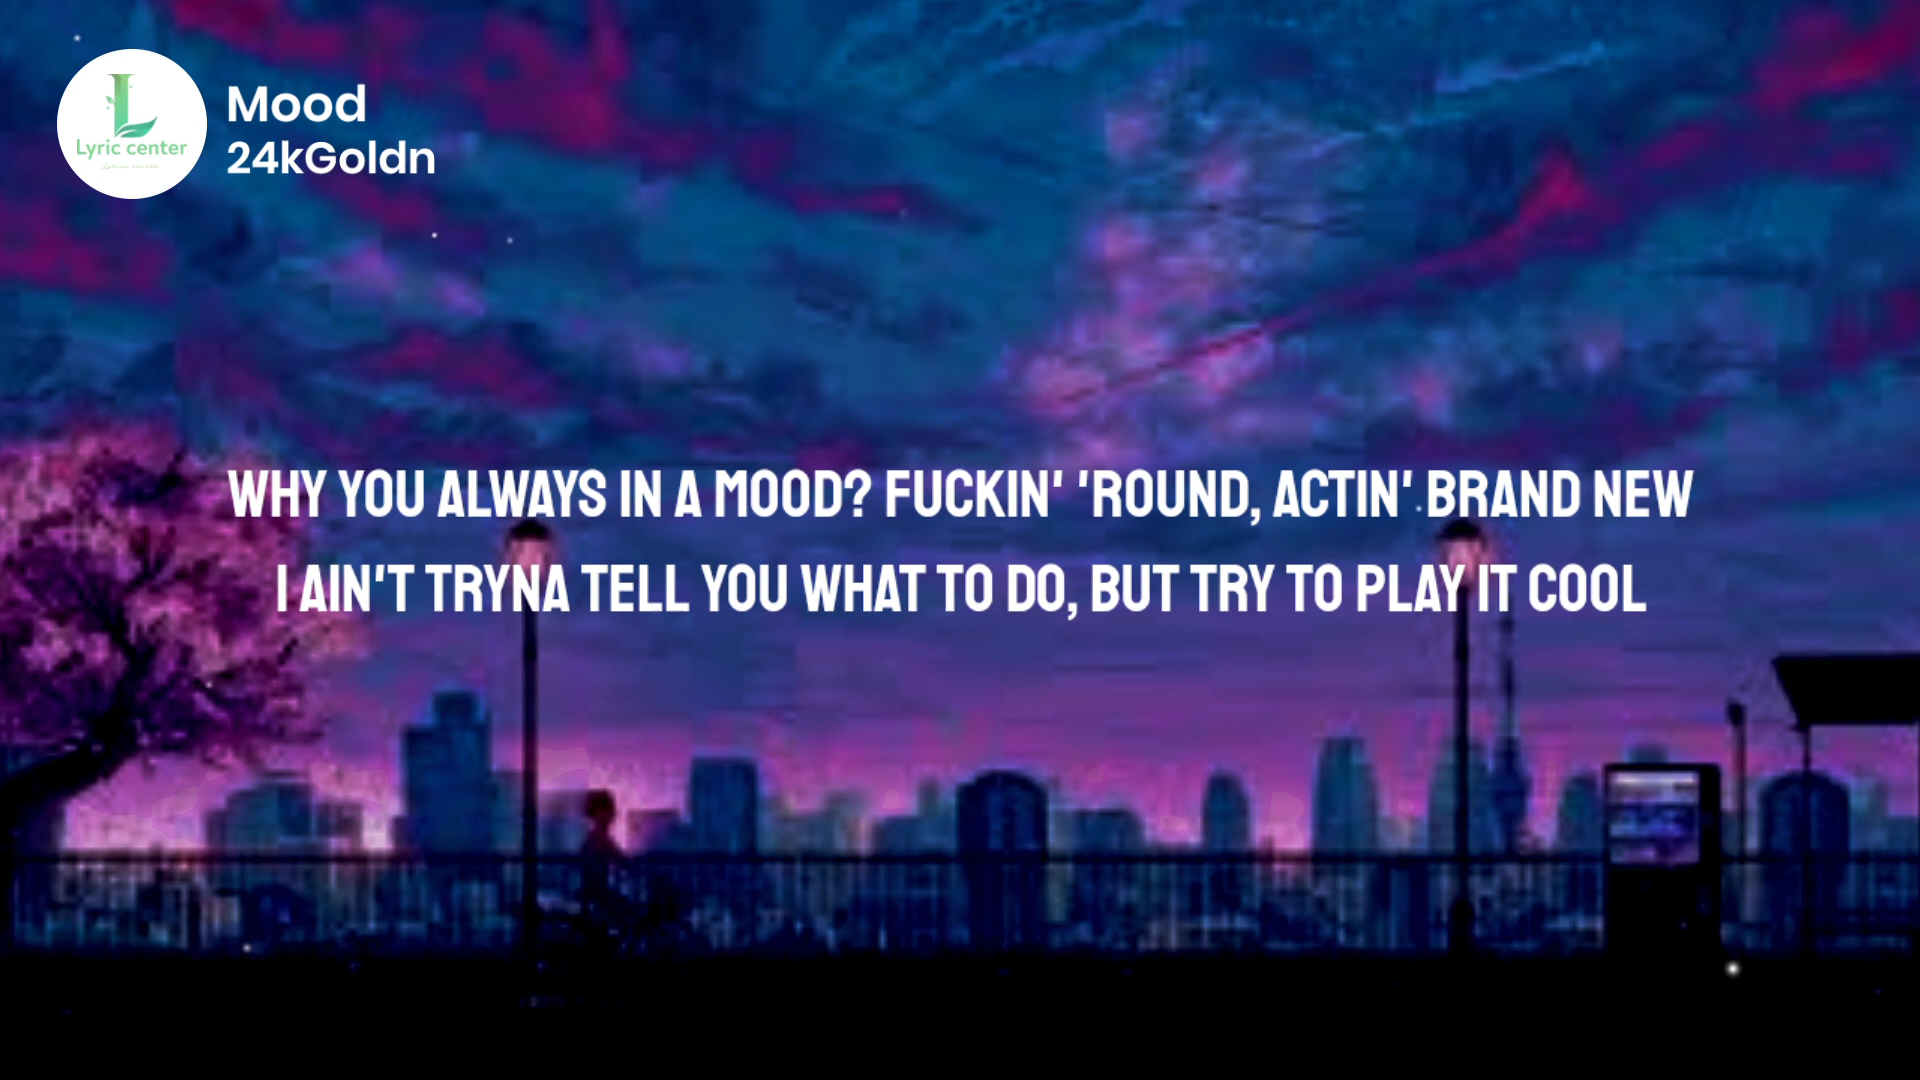 Lyric center
Mood
24kGoldn
WHY YOU ALWAYS IN A MOOD? FUCKIN' 'ROUND, ACTIN' BRAND NEW
I AIN'T TRYNA TELL YOU WHAT TO DO, BUT TRY TO PLAY IT COOL